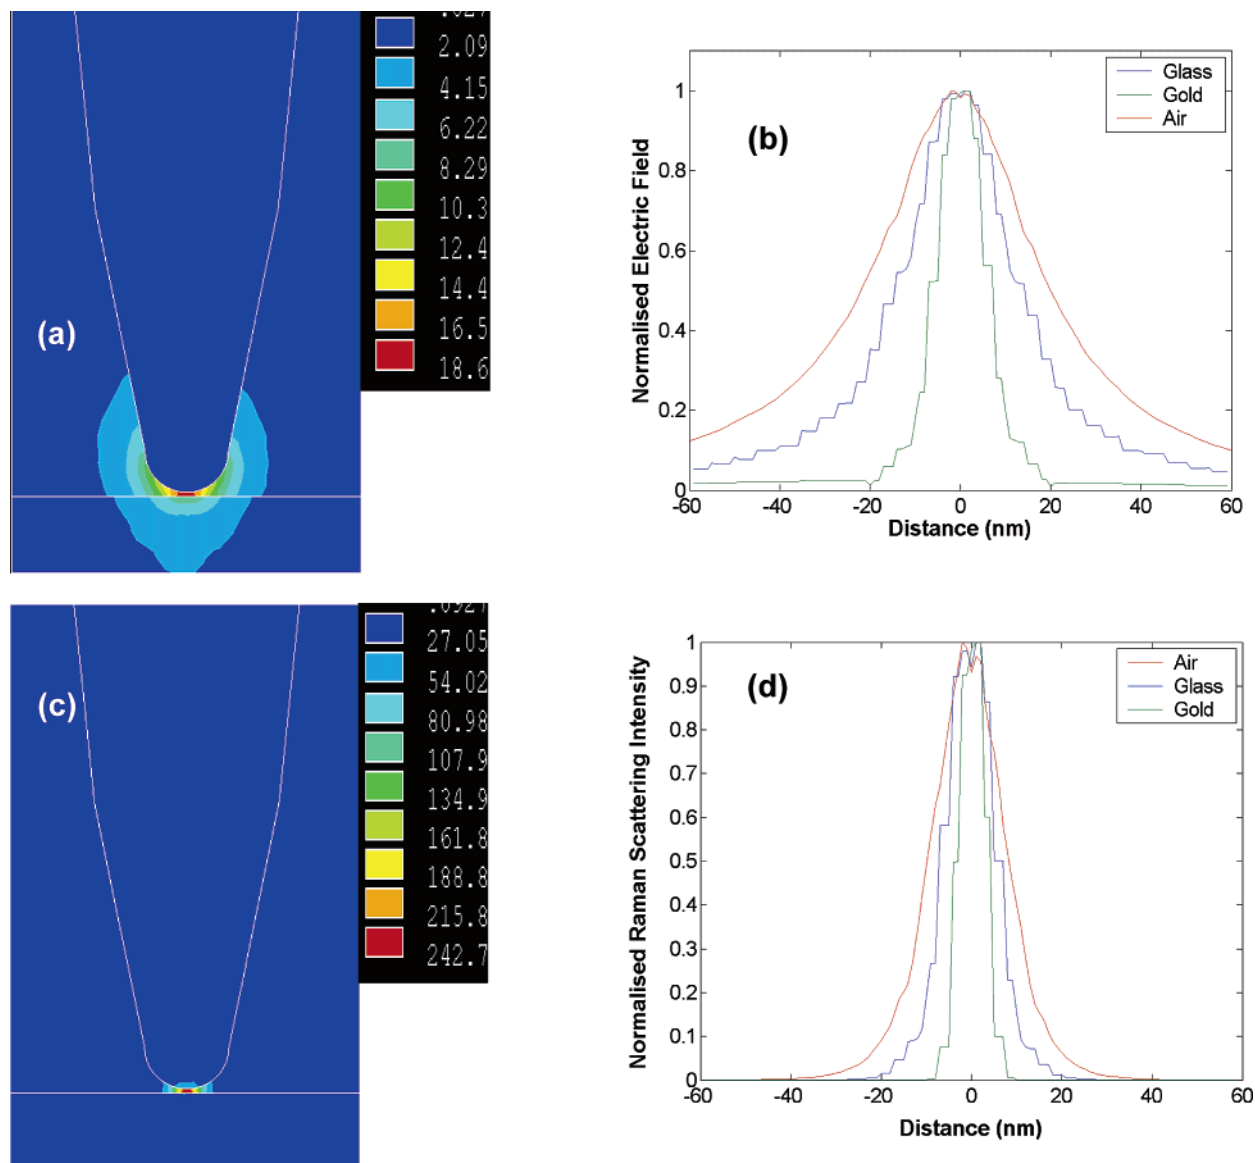 2.09
4.15
6.22
8.29
10.3
12.4
14.4
16.5
18.6
(a)
(b)
Normalised Electric Field
1
0.8
0.6
0.4
0.2
0
-60 -40 -20 0 20 40 60
Distance (nm)
Glass
Gold
Air
27.05
54.02
80.98
107.9
134.9
161.8
188.8
215.8
242.7
(c)
(d)
Normalised Raman Scattering Intensity
1
0.9
0.8
0.7
0.6
0.5
0.4
0.3
0.2
0.1
0
-60 -40 -20 0 20 40 60
Distance (nm)
Air
Glass
Gold